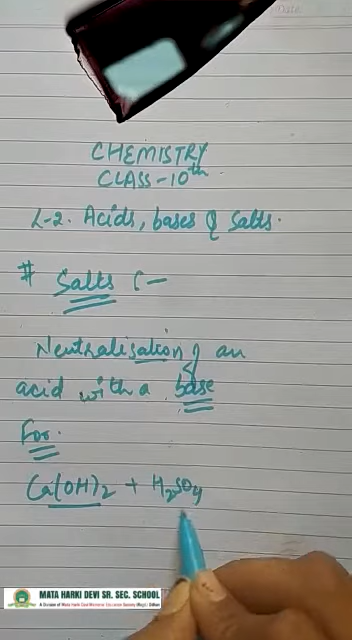 Date
CHEMISTRY
CLASS-10th
L-2. Acids, bases & Salts.
# Salts :-
Neutralisation of an
acid with a base
For.
Ca(OH)2 + H2SO4
MATA HARKI DEVI SR. SEC. SCHOOL